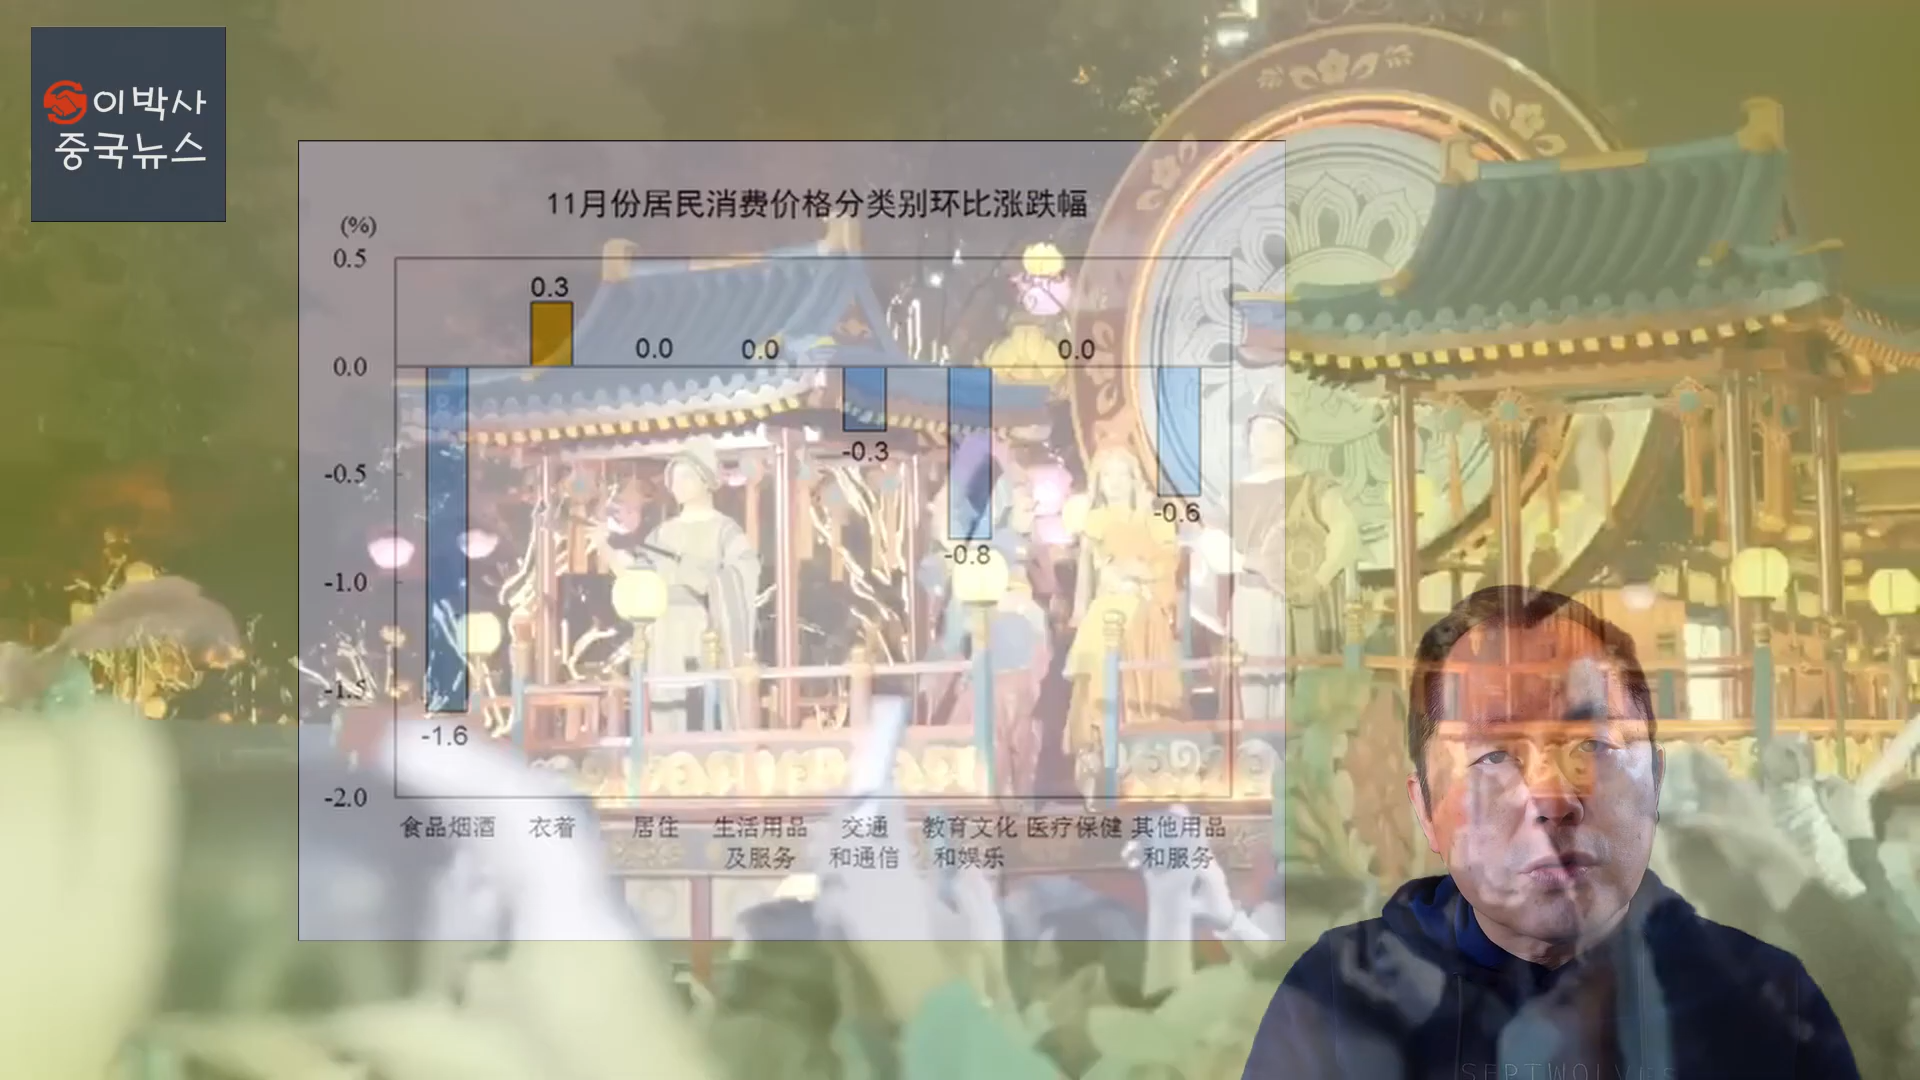 이박사
중국뉴스
11月份居民消费价格分类别环比涨跌幅
(%)
0.5
0.0
-0.5
-1.0
-1.5
-2.0
-1.6
0.3
0.0
0.0
-0.3
-0.8
0.0
-0.6
食品烟酒
衣着
居住
生活用品
及服务
交通
和通信
教育文化
和娱乐
医疗保健
其他用品
和服务
SEPTWOLVES